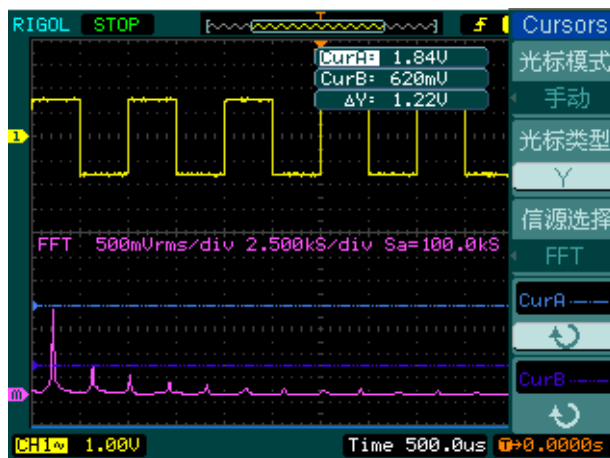 RIGOL STOP
Cursors
CurA= 1.84V
CurB= 620mV
ΔY= 1.22V
光标模式
手动
光标类型
Y
信源选择
FFT
CurA
CurB
1
FFT 500mVrms/div 2.500kS/div Sa=100.0kS
M
CH1~ 1.00V
Time 500.0us T→0.0000s